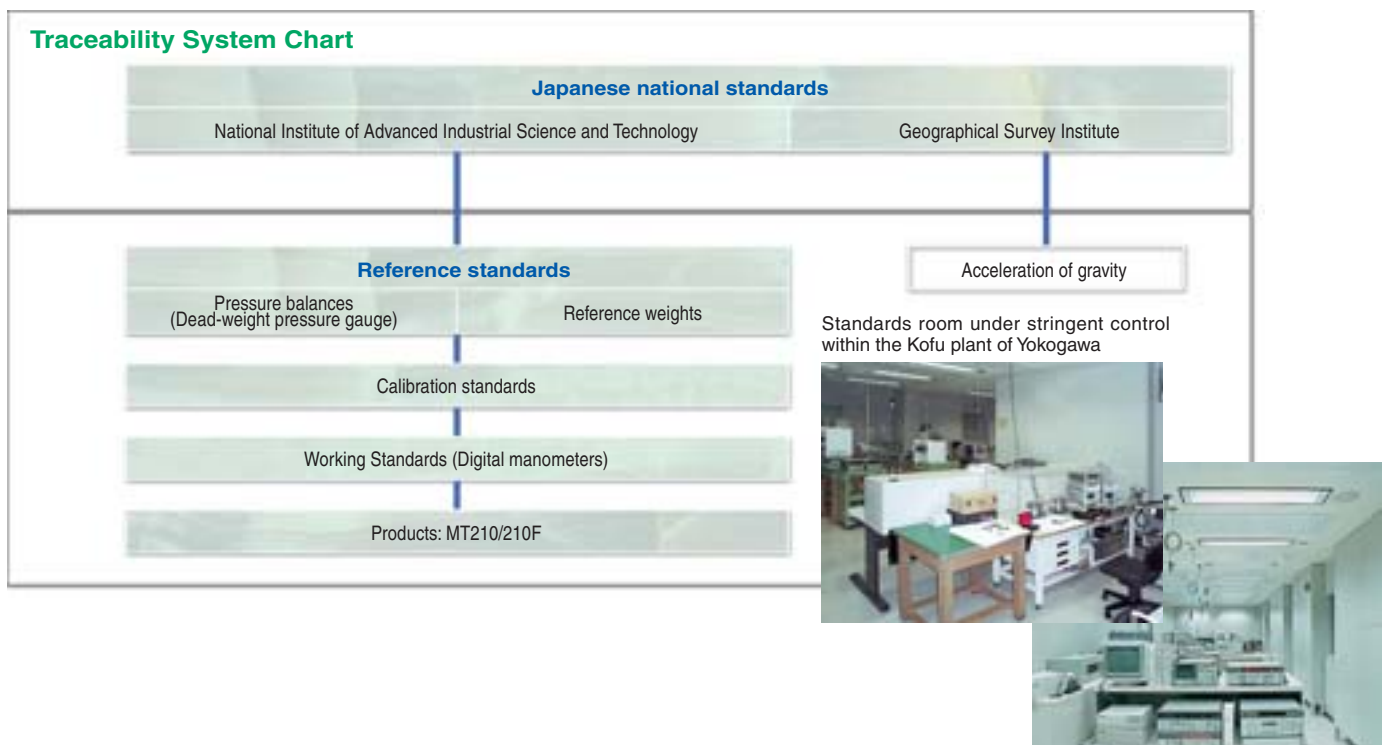 Traceability System Chart
Japanese national standards
National Institute of Advanced Industrial Science and Technology
Geographical Survey Institute
Reference standards
Acceleration of gravity
Pressure balances
(Dead-weight pressure gauge)
Reference weights
Standards room under stringent control
within the Kofu plant of Yokogawa
Calibration standards
Working Standards (Digital manometers)
Products: MT210/210F